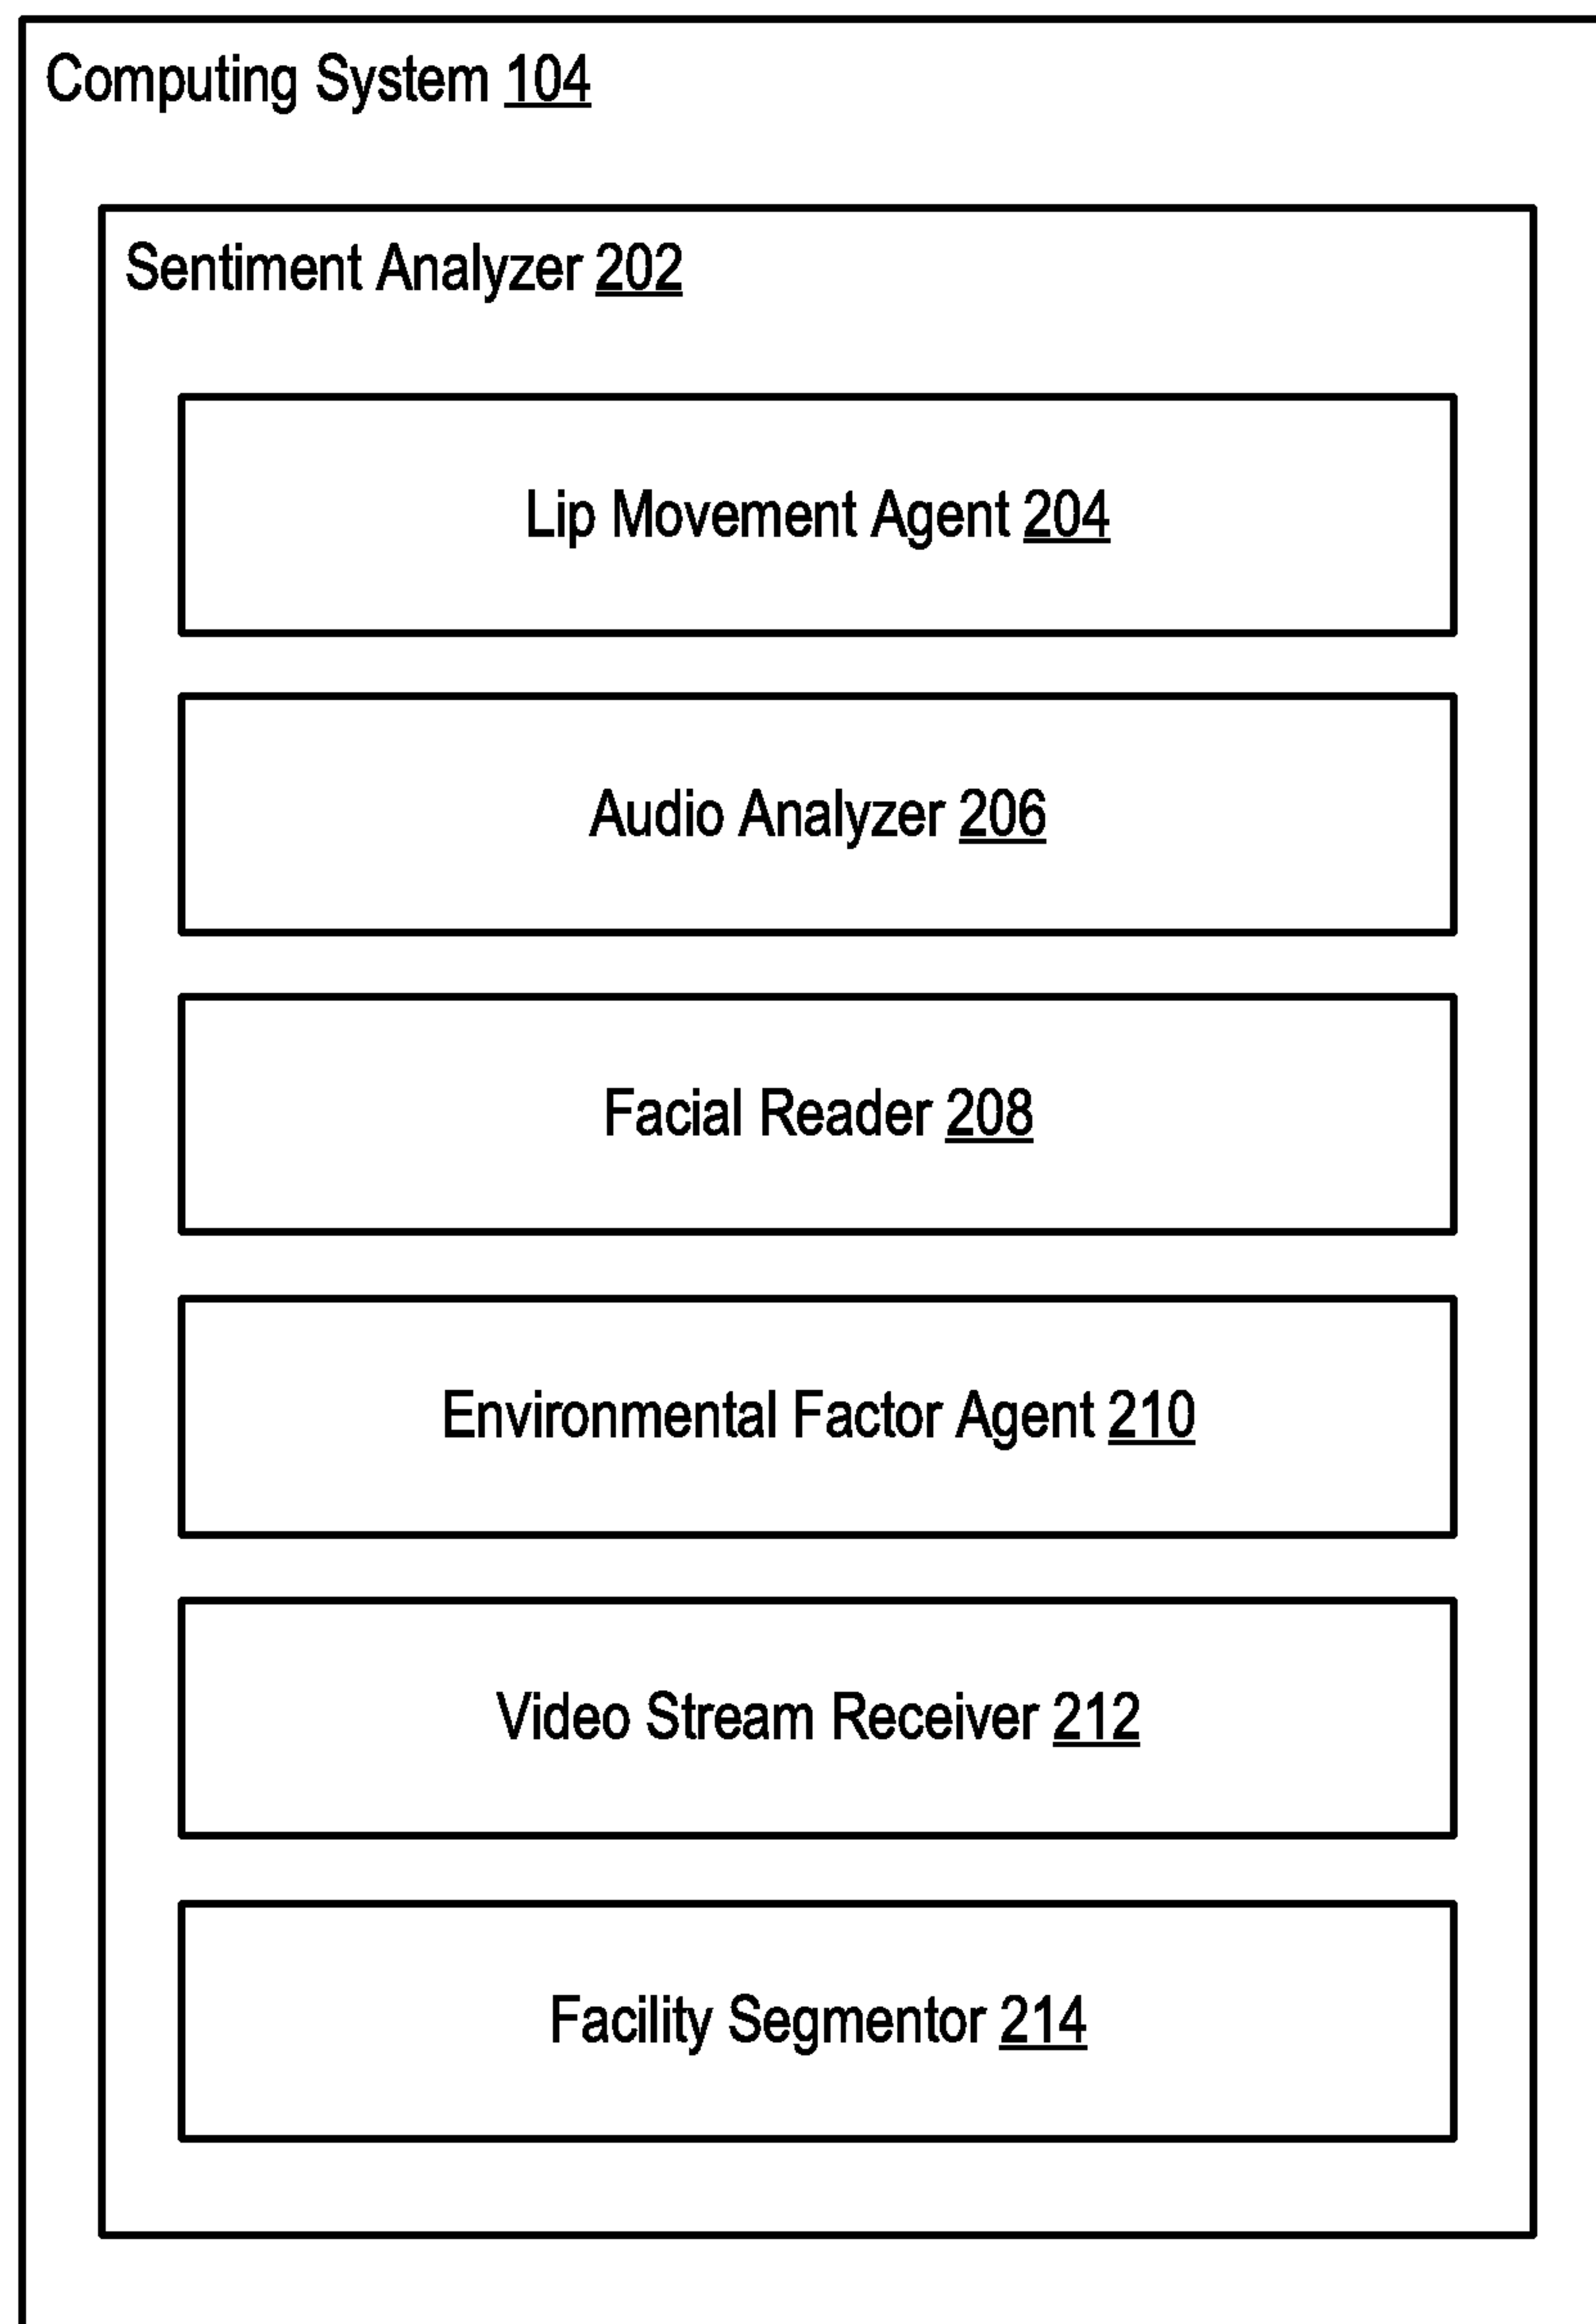 Computing System 104
Sentiment Analyzer 202
Lip Movement Agent 204
Audio Analyzer 206
Facial Reader 208
Environmental Factor Agent 210
Video Stream Receiver 212
Facility Segmentor 214